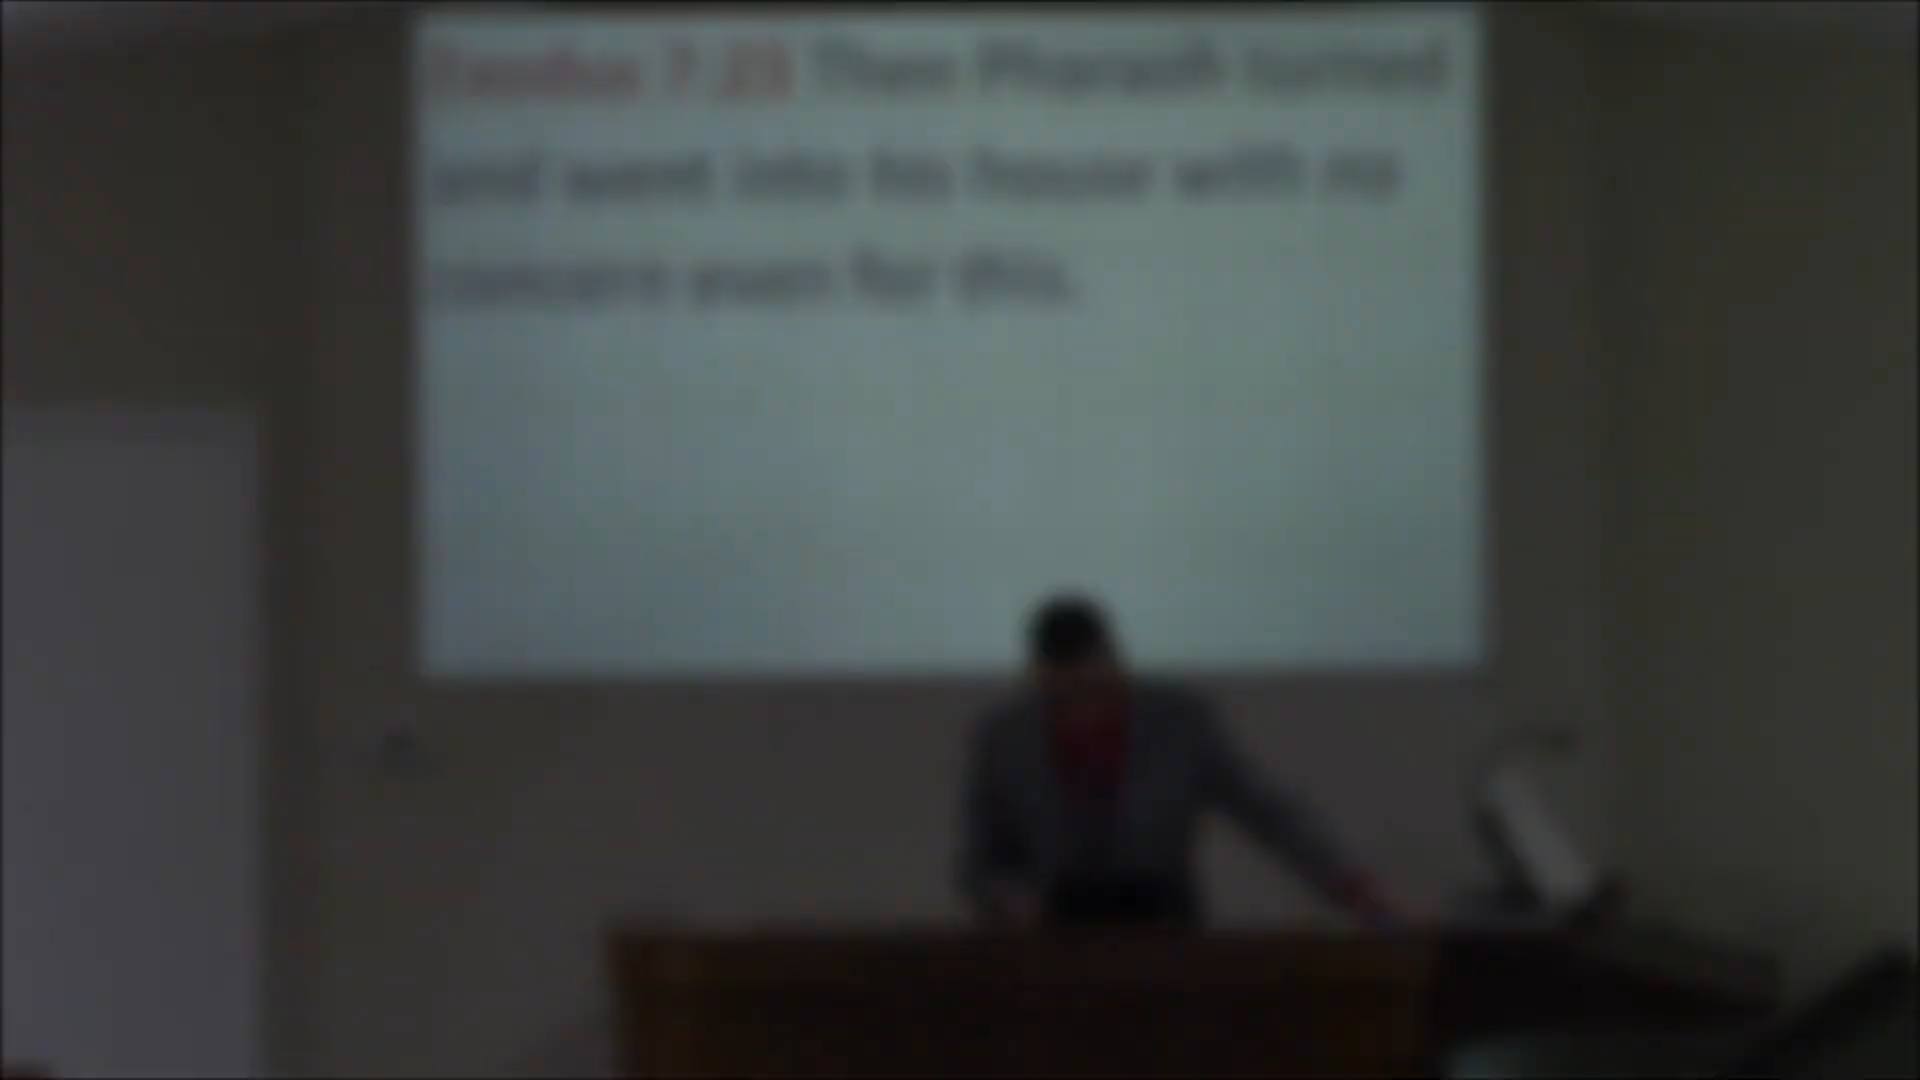 Exodus 7:23 Then Pharaoh turned
and went into his house with no
concern even for this.